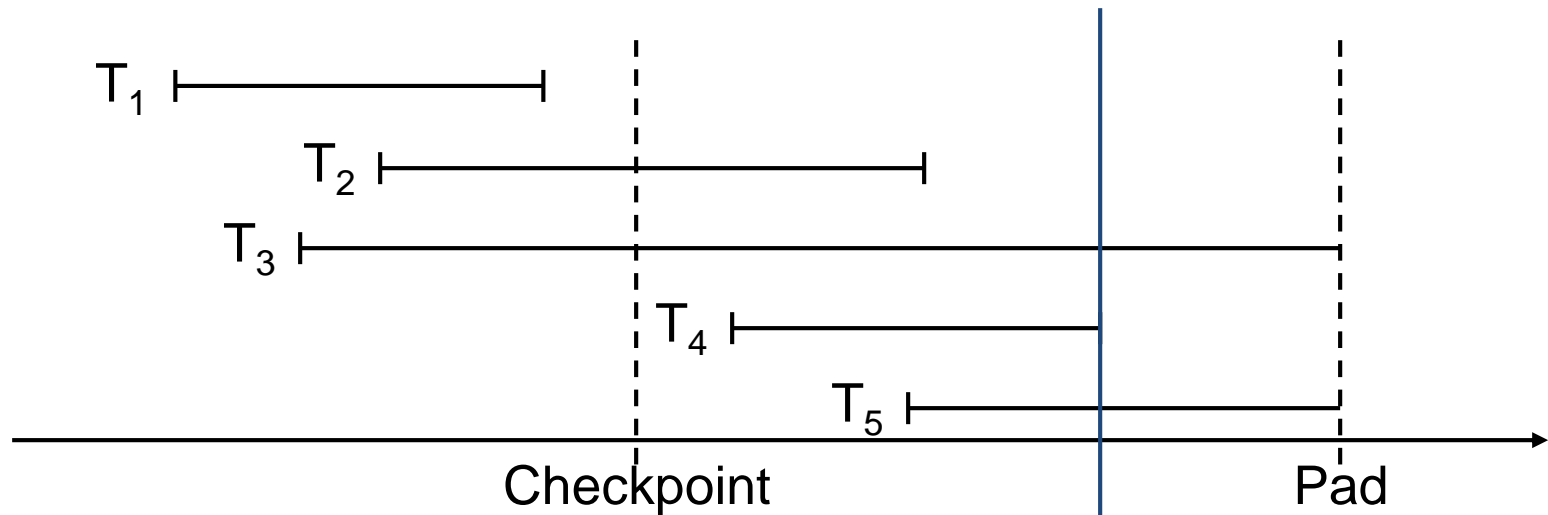 T₁
T₂
T₃
T₄
T₅
Checkpoint
Pad